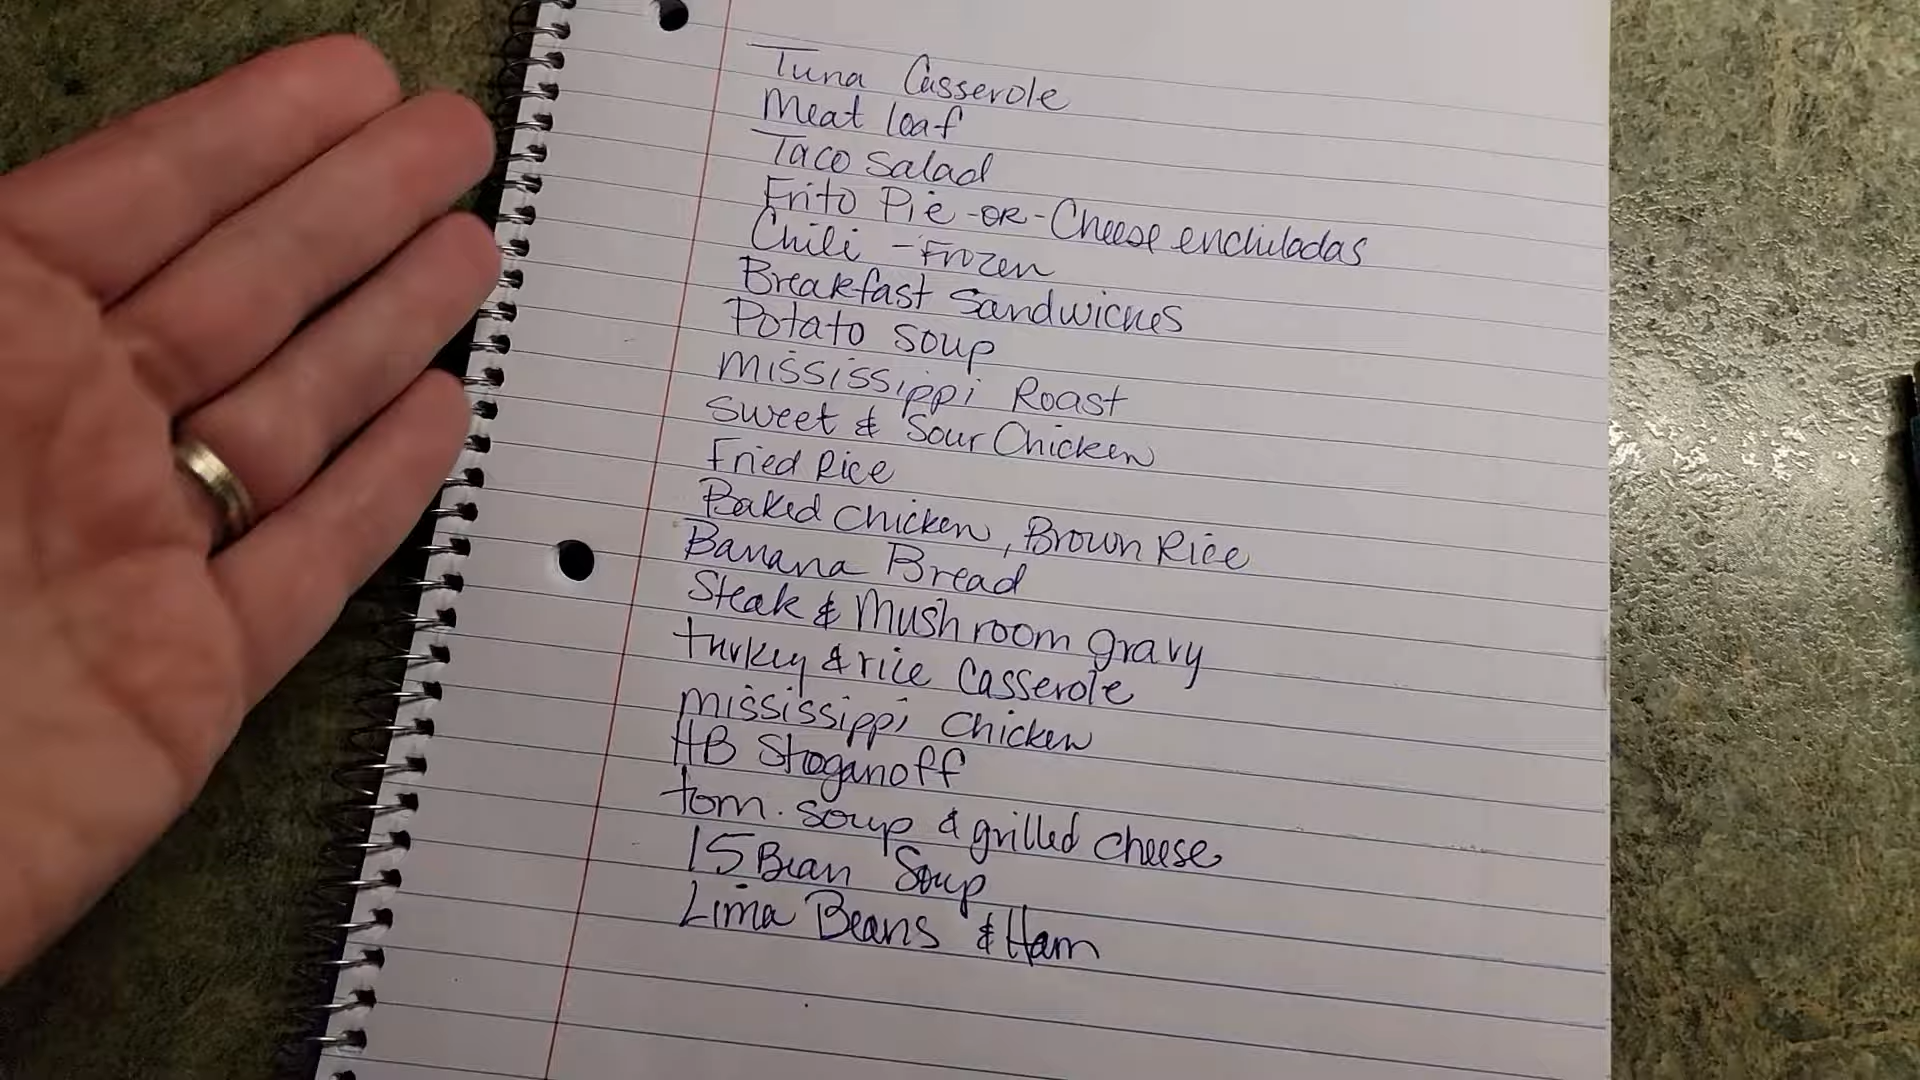 Tuna Casserole
Meat loaf
Taco Salad
Frito Pie -OR- Cheese enchiladas
Chili - Frozen
Breakfast Sandwiches
Potato Soup
Mississippi Roast
Sweet & Sour Chicken
Fried Rice
Baked Chicken, Brown Rice
Banana Bread
Steak & Mushroom gravy
turkey & rice Casserole
Mississippi Chicken
HB Stroganoff
tom. soup & grilled cheese
15 Bean Soup
Lima Beans & Ham